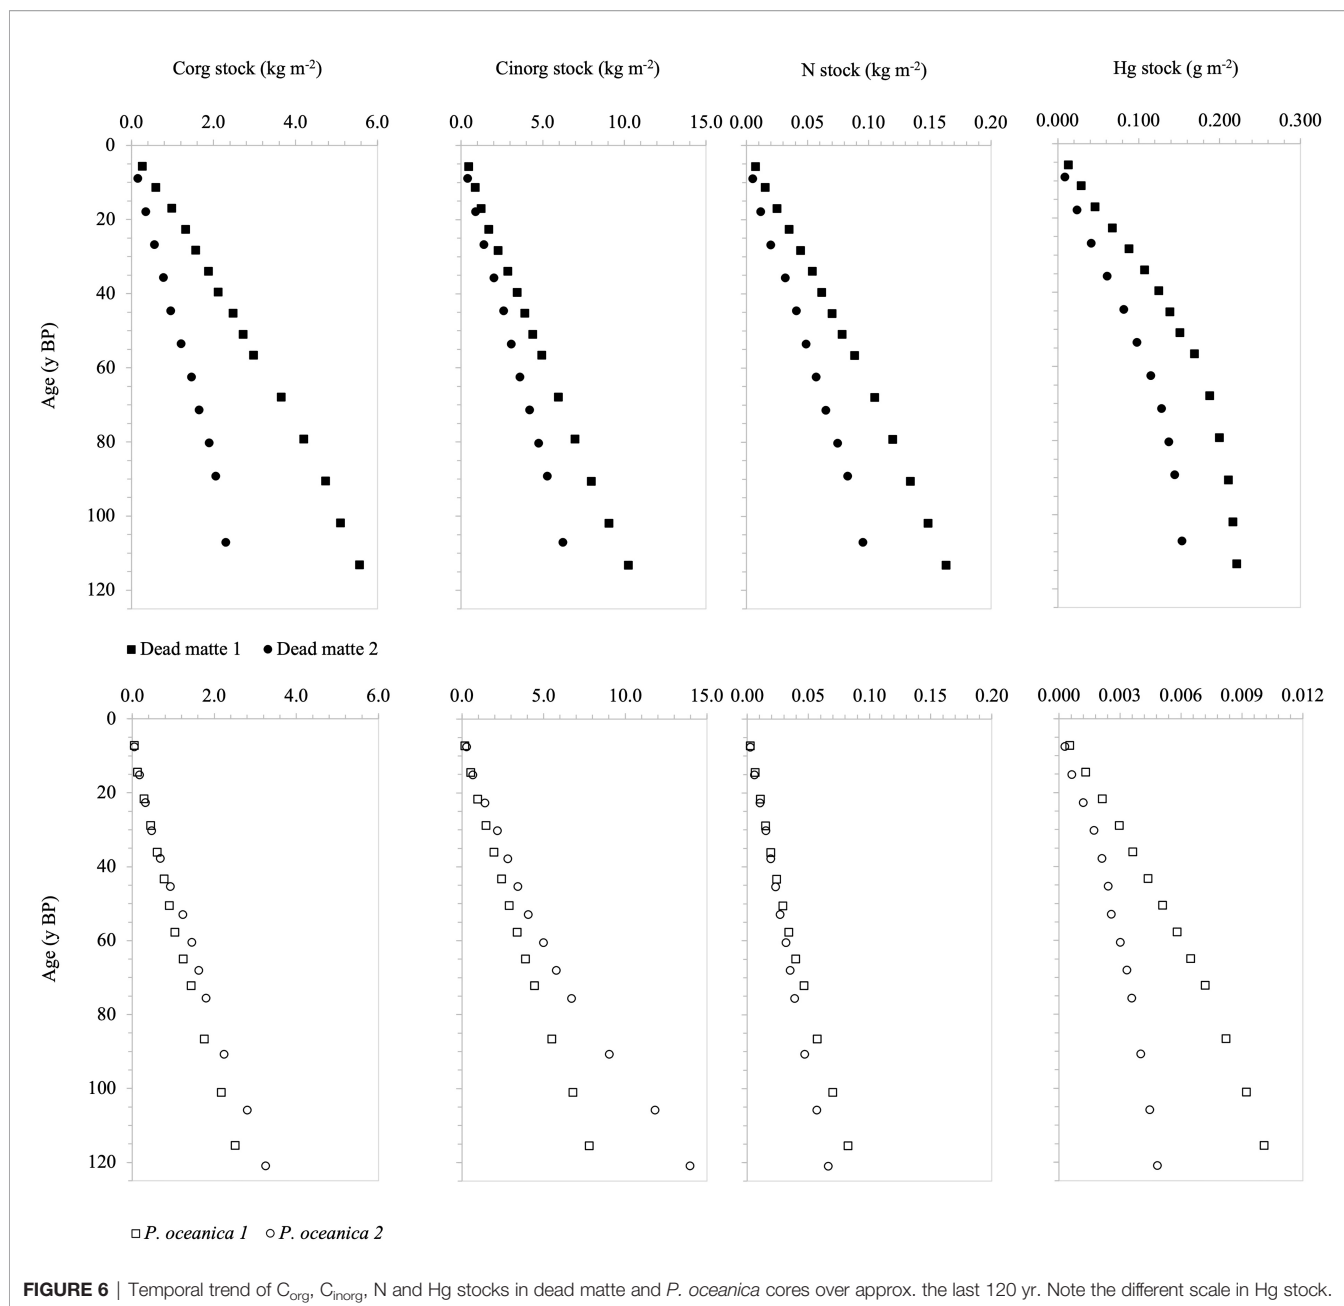 Corg stock (kg m-2) Cinorg stock (kg m-2) N stock (kg m-2) Hg stock (g m-2)
0.0 2.0 4.0 6.0 0.0 5.0 10.0 15.0 0.00 0.05 0.10 0.15 0.20 0.000 0.100 0.200 0.300
0
20
40
60
80
100
120
Age (y BP)
■ Dead matte 1 ● Dead matte 2
0.0 2.0 4.0 6.0 0.0 5.0 10.0 15.0 0.00 0.05 0.10 0.15 0.20 0.000 0.003 0.006 0.009 0.012
0
20
40
60
80
100
120
Age (y BP)
□ P. oceanica 1 ○ P. oceanica 2
FIGURE 6 | Temporal trend of Corg, Cinorg, N and Hg stocks in dead matte and P. oceanica cores over approx. the last 120 yr. Note the different scale in Hg stock.